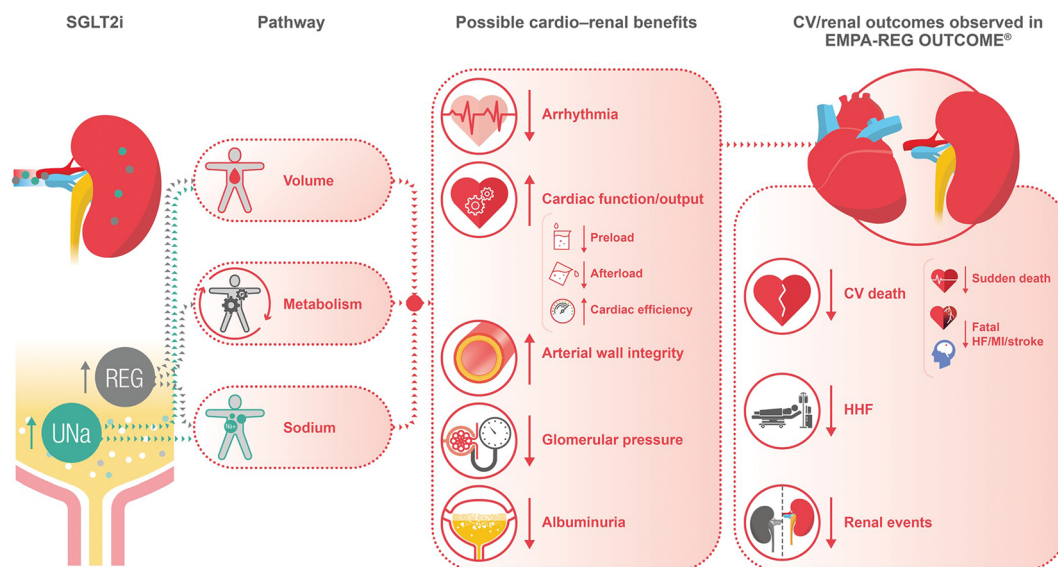 SGLT2i
Pathway
Possible cardio–renal benefits
CV/renal outcomes observed in
EMPA-REG OUTCOME®
Volume
Metabolism
Sodium
Na+
REG
UNa
Arrhythmia
Cardiac function/output
Preload
Afterload
Cardiac efficiency
Arterial wall integrity
Glomerular pressure
Albuminuria
CV death
Sudden death
Fatal
HF/MI/stroke
HHF
Renal events